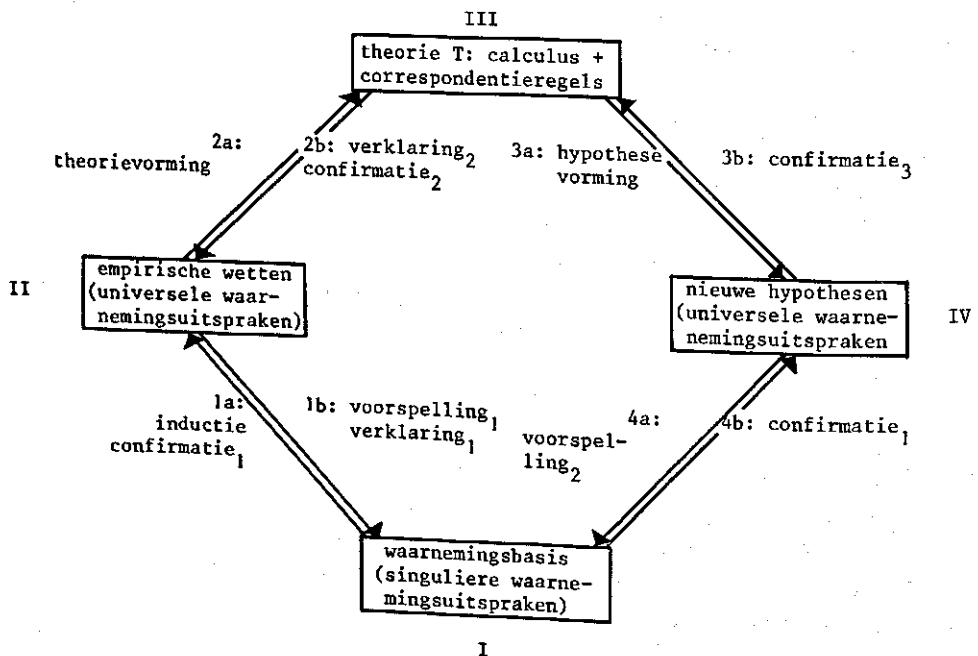 III
theorie T: calculus +
correspondentieregels
2a:
theorievorming
2b: verklaring₂
confirmatie₂
3a: hypothese
vorming
3b: confirmatie₃
II
empirische wetten
(universele waar-
nemingsuitspraken)
nieuwe hypothesen
(universele waarne-
nemingsuitspraken
IV
1a:
inductie
confirmatie₁
1b: voorspelling₁
verklaring₁
4a:
voorspel-
ling₂
4b: confirmatie₁
waarnemingsbasis
(singuliere waarne-
mingsuitspraken)
I